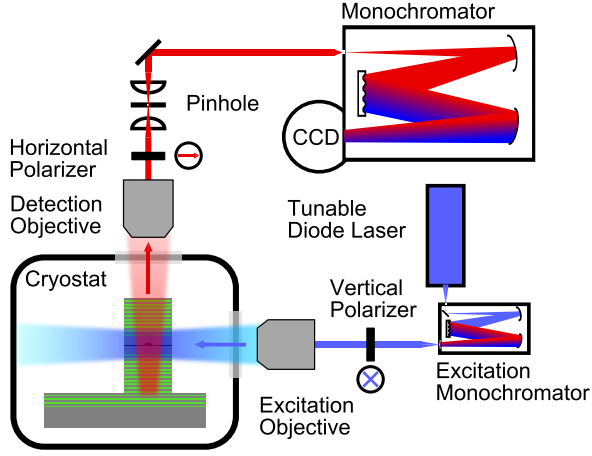 Monochromator
Pinhole
CCD
Horizontal
Polarizer
Detection
Objective
Tunable
Diode Laser
Cryostat
Vertical
Polarizer
Excitation
Objective
Excitation
Monochromator